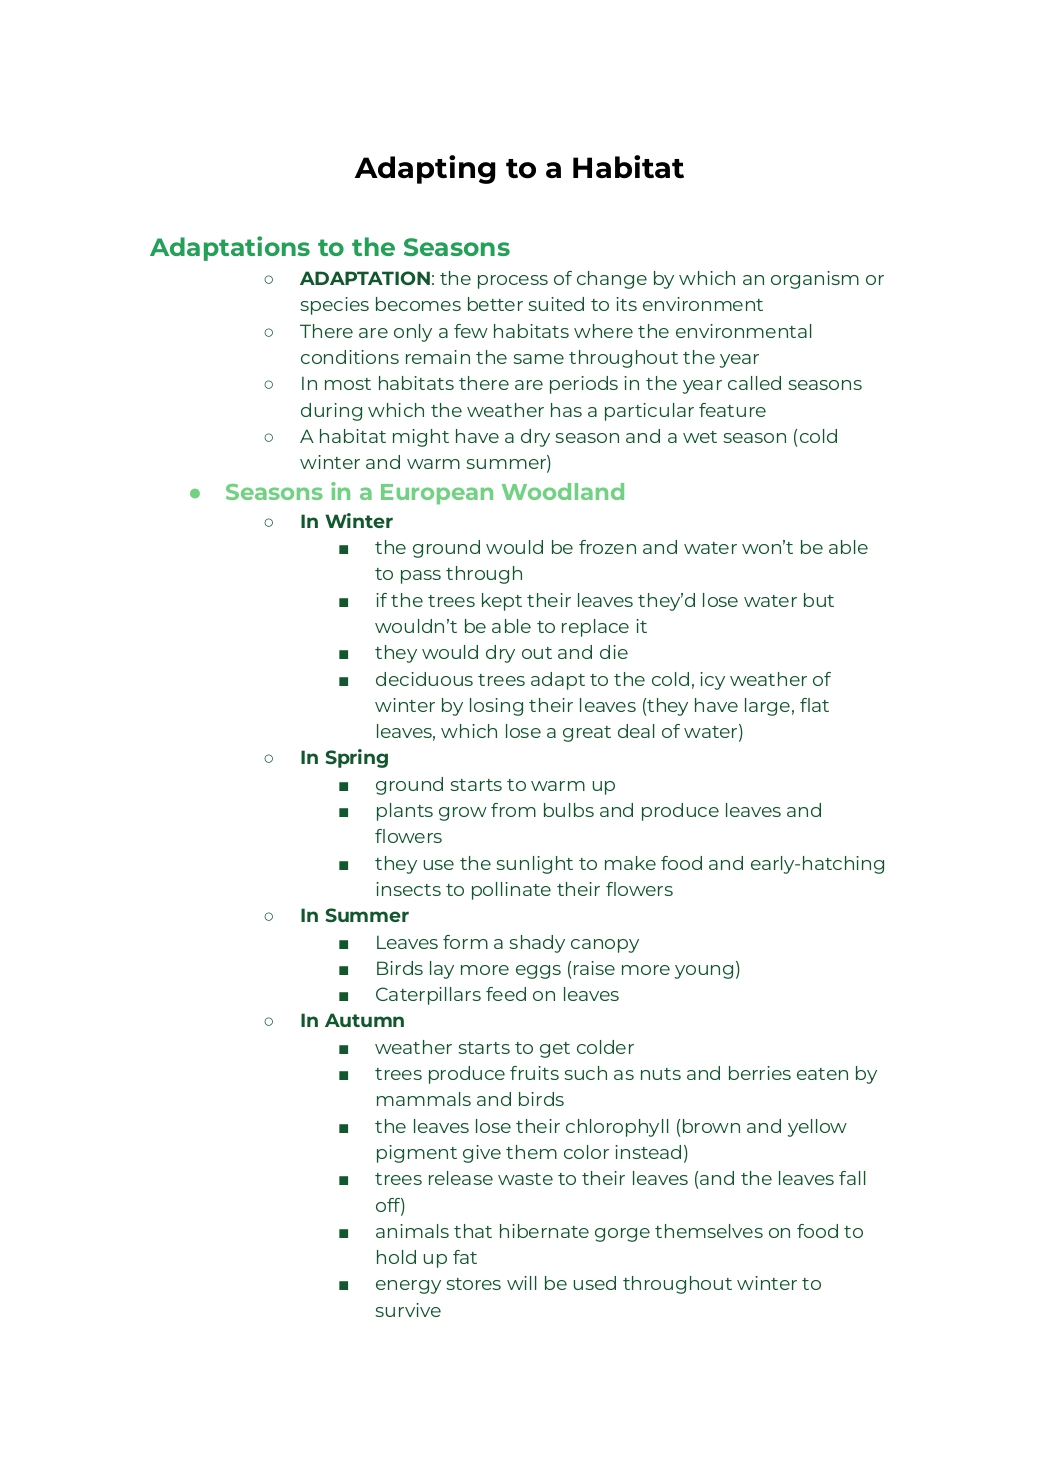 Adapting to a Habitat
Adaptations to the Seasons
○ ADAPTATION: the process of change by which an organism or
species becomes better suited to its environment
○ There are only a few habitats where the environmental
conditions remain the same throughout the year
○ In most habitats there are periods in the year called seasons
during which the weather has a particular feature
○ A habitat might have a dry season and a wet season (cold
winter and warm summer)
● Seasons in a European Woodland
○ In Winter
■ the ground would be frozen and water won’t be able
to pass through
■ if the trees kept their leaves they’d lose water but
wouldn’t be able to replace it
■ they would dry out and die
■ deciduous trees adapt to the cold, icy weather of
winter by losing their leaves (they have large, flat
leaves, which lose a great deal of water)
○ In Spring
■ ground starts to warm up
■ plants grow from bulbs and produce leaves and
flowers
■ they use the sunlight to make food and early-hatching
insects to pollinate their flowers
○ In Summer
■ Leaves form a shady canopy
■ Birds lay more eggs (raise more young)
■ Caterpillars feed on leaves
○ In Autumn
■ weather starts to get colder
■ trees produce fruits such as nuts and berries eaten by
mammals and birds
■ the leaves lose their chlorophyll (brown and yellow
pigment give them color instead)
■ trees release waste to their leaves (and the leaves fall
off)
■ animals that hibernate gorge themselves on food to
hold up fat
■ energy stores will be used throughout winter to
survive